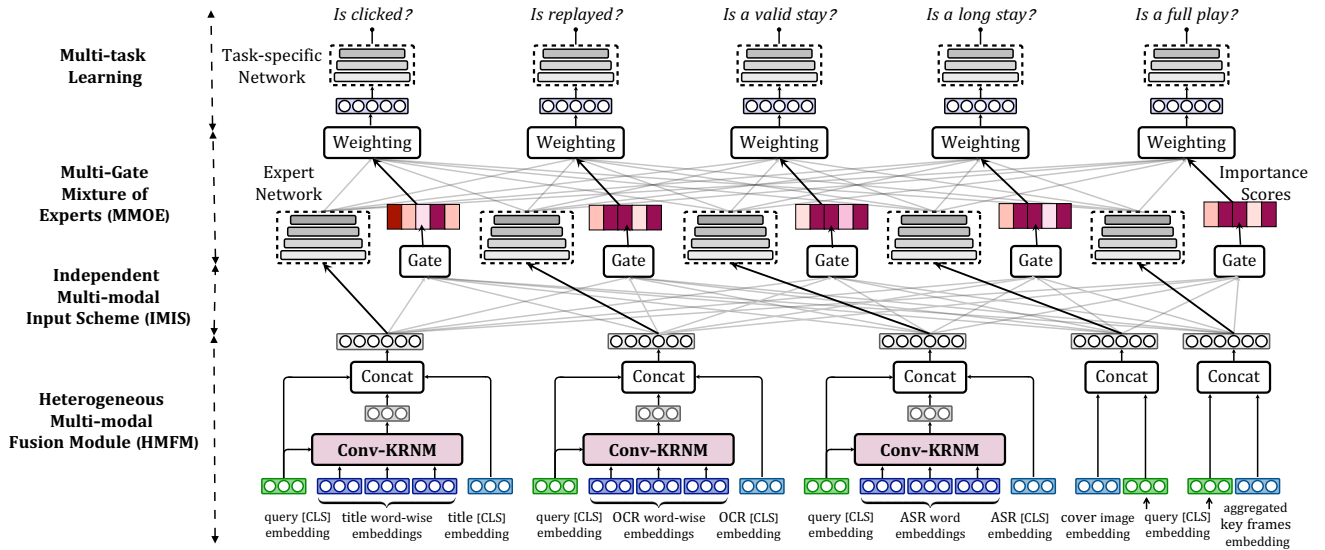 Is clicked?
Is replayed?
Is a valid stay?
Is a long stay?
Is a full play?
Multi-task
Learning
Task-specific
Network
Weighting
Weighting
Weighting
Weighting
Weighting
Multi-Gate
Mixture of
Experts (MMOE)
Expert
Network
Importance
Scores
Gate
Gate
Gate
Gate
Gate
Independent
Multi-modal
Input Scheme (IMIS)
Concat
Concat
Concat
Concat
Concat
Heterogeneous
Multi-modal
Fusion Module (HMFM)
Conv-KRNM
Conv-KRNM
Conv-KRNM
query [CLS]
embedding
title word-wise
embeddings
title [CLS]
embedding
query [CLS]
embedding
OCR word-wise
embeddings
OCR [CLS]
embedding
query [CLS]
embedding
ASR word
embeddings
ASR [CLS]
embedding
cover image
embedding
query [CLS]
embedding
aggregated
key frames
embedding